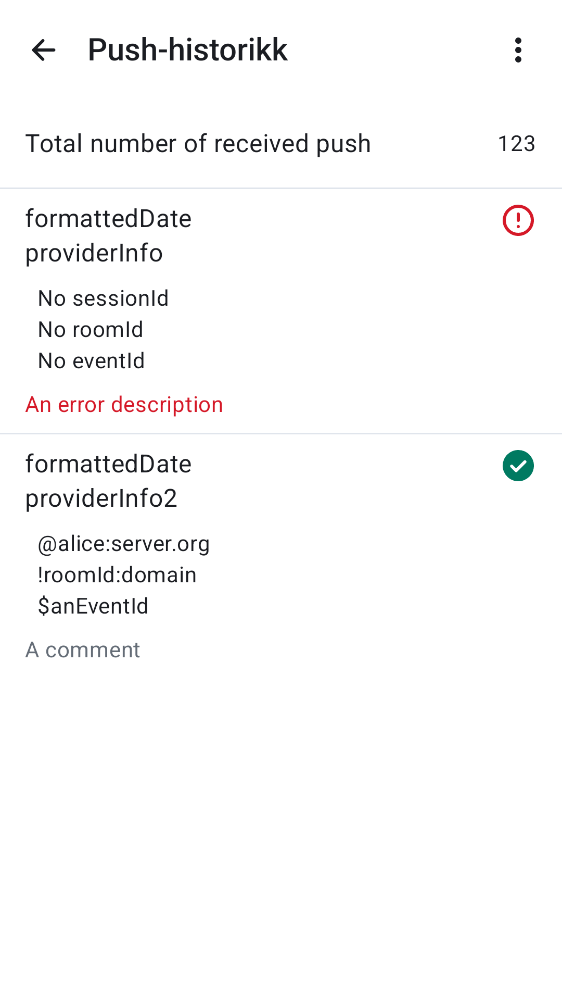 Push-historikk
Total number of received push 123
formattedDate
providerInfo
No sessionId
No roomId
No eventId
An error description
formattedDate
providerInfo2
@alice:server.org
!roomId:domain
$anEventId
A comment